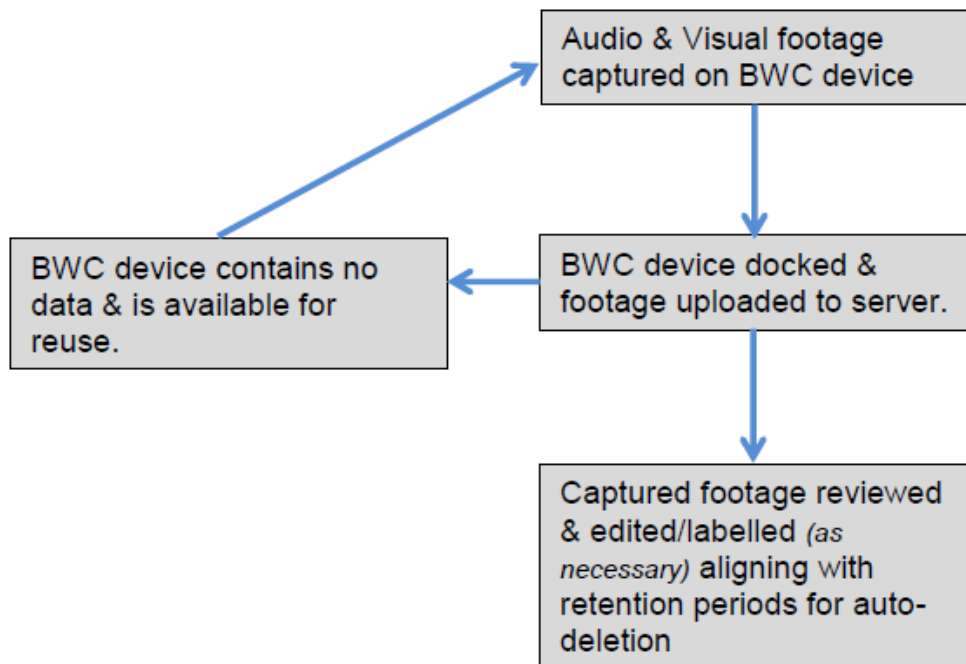 Audio & Visual footage
captured on BWC device
BWC device contains no
data & is available for
reuse.
BWC device docked &
footage uploaded to server.
Captured footage reviewed
& edited/labelled (as
necessary) aligning with
retention periods for auto-
deletion